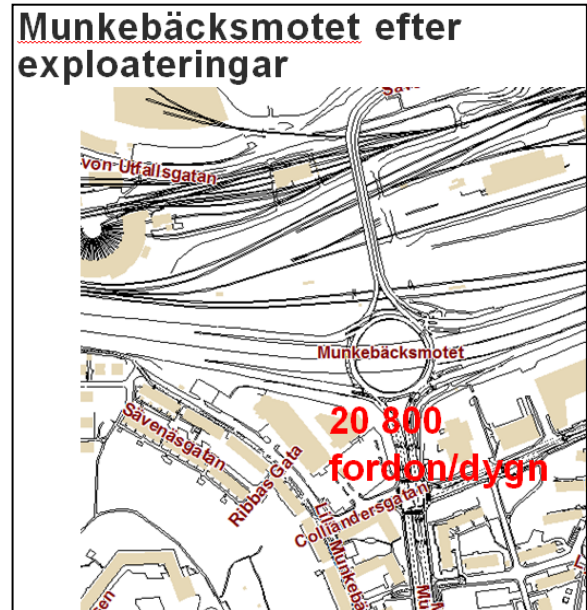 Munkebäcksmotet efter
exploateringar
von Utfallsgatan
Munkebäcksmotet
20 800
fordon/dygn
Sävenäsgatan
Ribbas Gata
Colliandersgatan